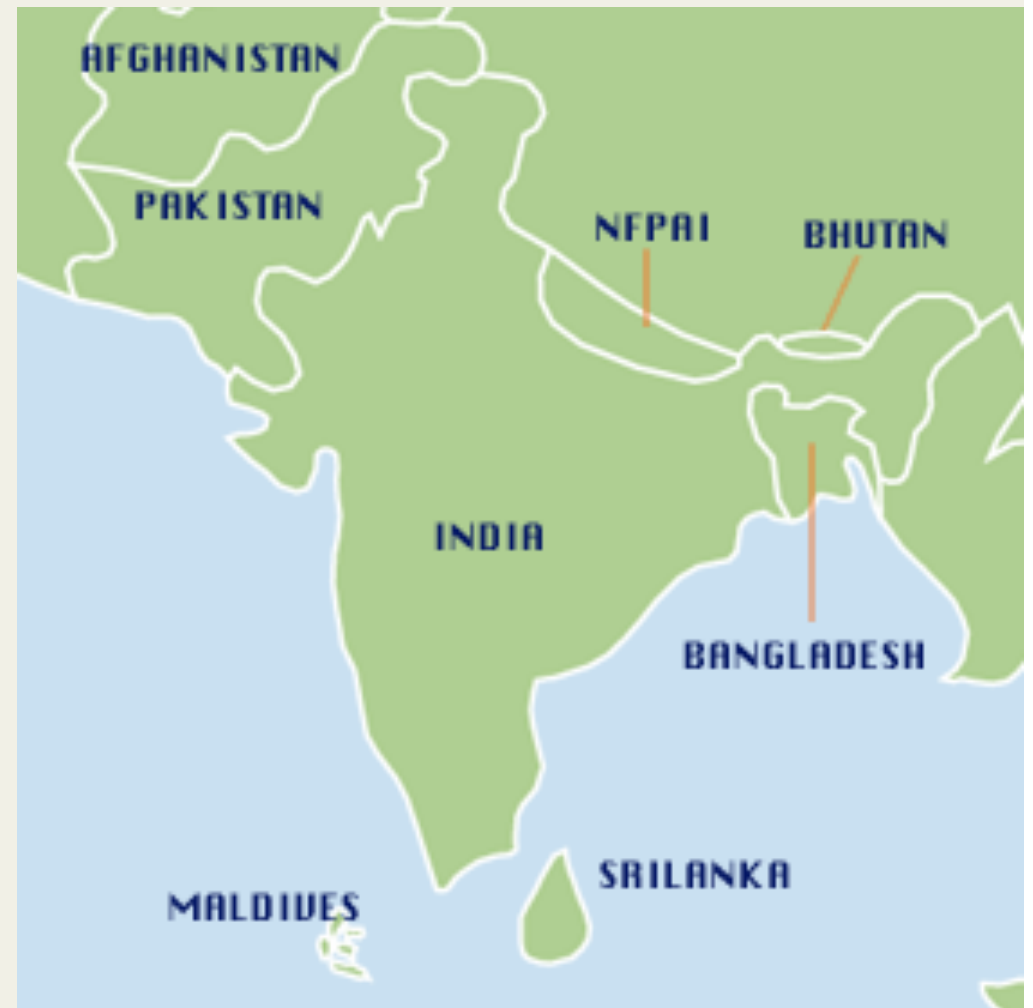 AFGHANISTAN
PAKISTAN
NFPAI
BHUTAN
INDIA
BANGLADESH
SRILANKA
MALDIVES